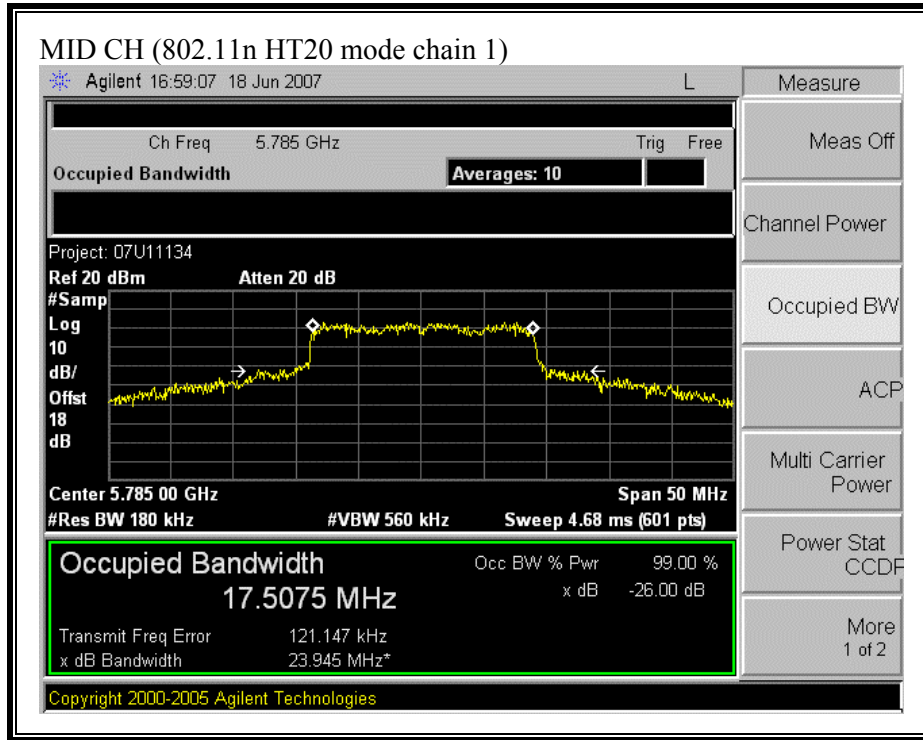 MID CH (802.11n HT20 mode chain 1)
Agilent 16:59:07 18 Jun 2007 L
Measure
Ch Freq 5.785 GHz Trig Free
Occupied Bandwidth Averages: 10
Meas Off
Channel Power
Occupied BW
ACP
Multi Carrier
Power
Power Stat
CCDF
More
1 of 2
Project: 07U11134
Ref 20 dBm Atten 20 dB
#Samp
Log
10
dB/
Offst
18
dB
Center 5.785 00 GHz Span 50 MHz
#Res BW 180 kHz #VBW 560 kHz Sweep 4.68 ms (601 pts)
Occupied Bandwidth
17.5075 MHz
Occ BW % Pwr 99.00 %
x dB -26.00 dB
Transmit Freq Error 121.147 kHz
x dB Bandwidth 23.945 MHz*
Copyright 2000-2005 Agilent Technologies